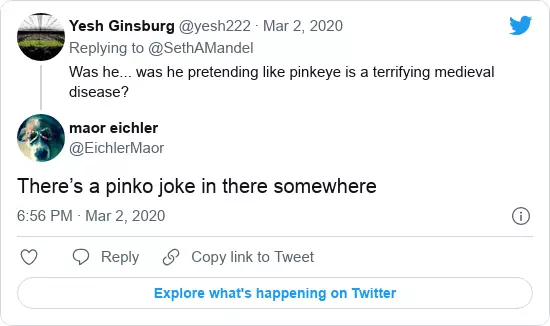 Yesh Ginsburg @yesh222 · Mar 2, 2020
Replying to @SethAMandel
Was he... was he pretending like pinkeye is a terrifying medieval
disease?
maor eichler
@EichlerMaor
There’s a pinko joke in there somewhere
6:56 PM · Mar 2, 2020
Reply Copy link to Tweet
Explore what's happening on Twitter